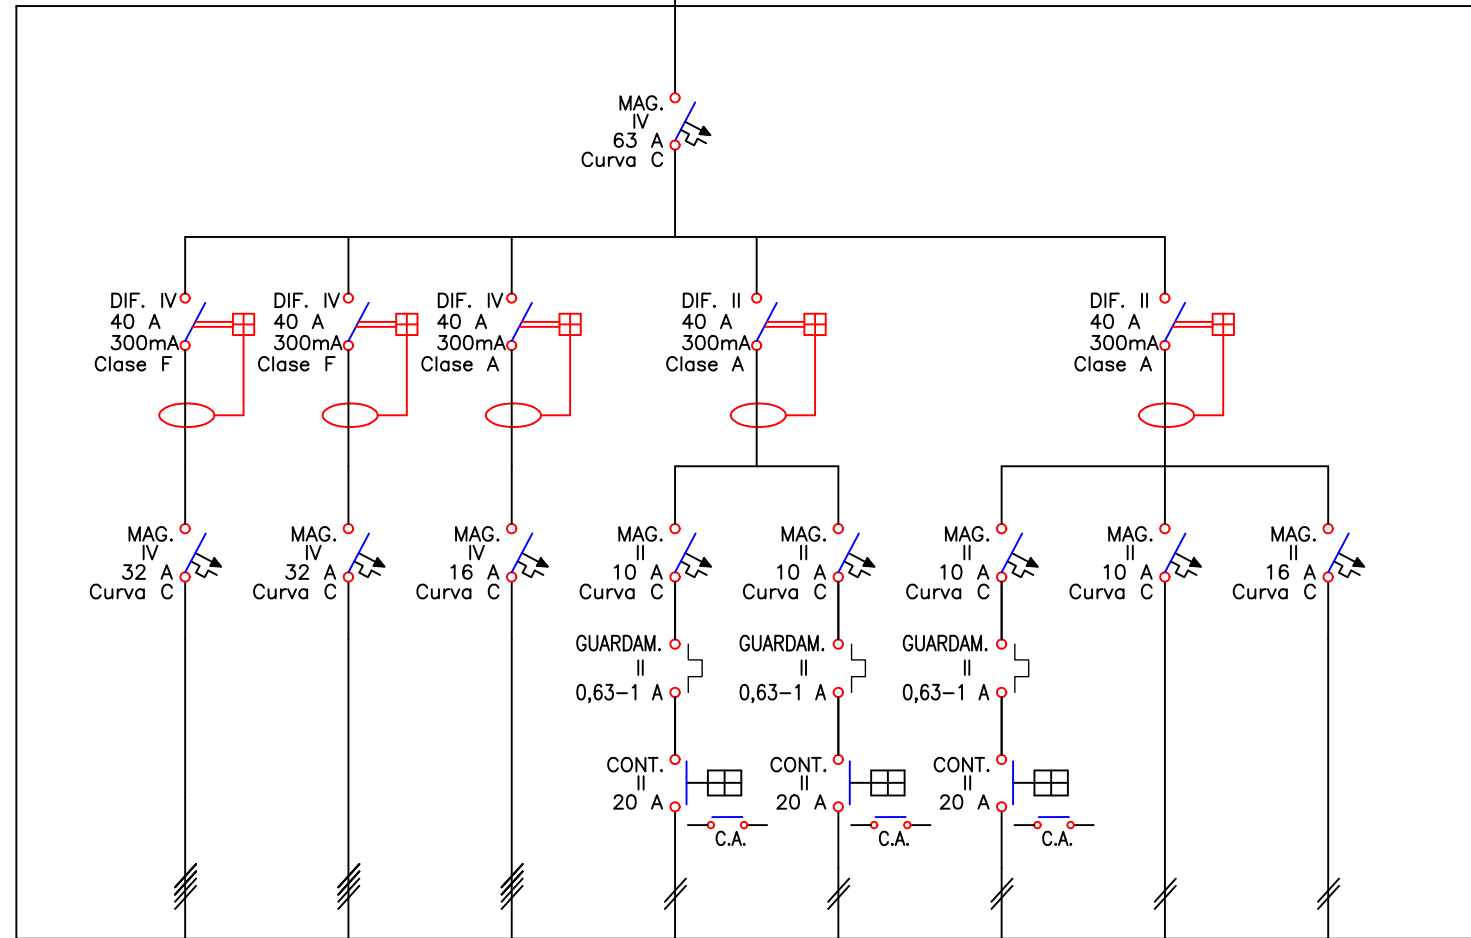 MAG.
IV
63 A
Curva C
DIF. IV
40 A
300mA
Clase F
DIF. IV
40 A
300mA
Clase F
DIF. IV
40 A
300mA
Clase A
DIF. II
40 A
300mA
Clase A
DIF. II
40 A
300mA
Clase A
MAG.
IV
32 A
Curva C
MAG.
IV
32 A
Curva C
MAG.
IV
16 A
Curva C
MAG.
II
10 A
Curva C
MAG.
II
10 A
Curva C
MAG.
II
10 A
Curva C
MAG.
II
10 A
Curva C
MAG.
II
16 A
Curva C
GUARDAM.
II
0,63-1 A
GUARDAM.
II
0,63-1 A
GUARDAM.
II
0,63-1 A
CONT.
II
20 A
C.A.
CONT.
II
20 A
C.A.
CONT.
II
20 A
C.A.